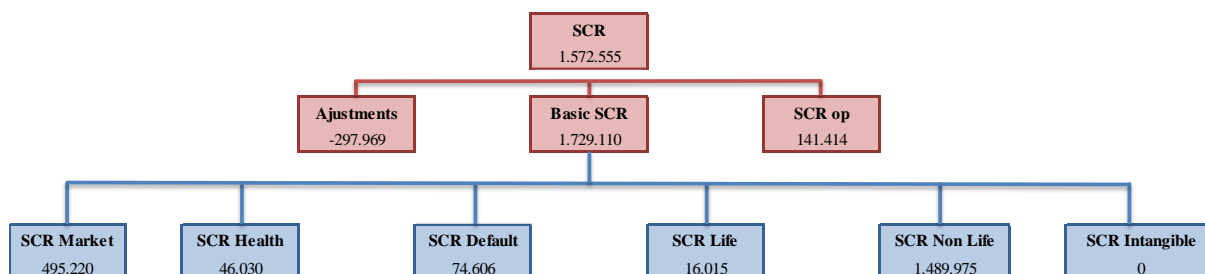 SCR
1.572.555
Ajustments
-297.969
Basic SCR
1.729.110
SCR op
141.414
SCR Market
495.220
SCR Health
46.030
SCR Default
74.606
SCR Life
16.015
SCR Non Life
1.489.975
SCR Intangible
0